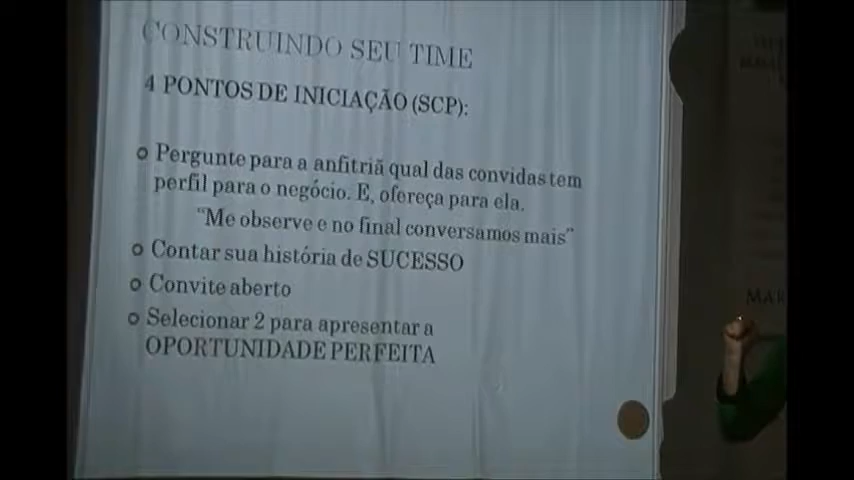 CONSTRUINDO SEU TIME
4 PONTOS DE INICIAÇÃO (SCP):
Pergunte para a anfitriã qual das convidas tem
perfil para o negócio. E, ofereça para ela.
"Me observe e no final conversamos mais"
Contar sua história de SUCESSO
Convite aberto
Selecionar 2 para apresentar a
OPORTUNIDADE PERFEITA
MAR